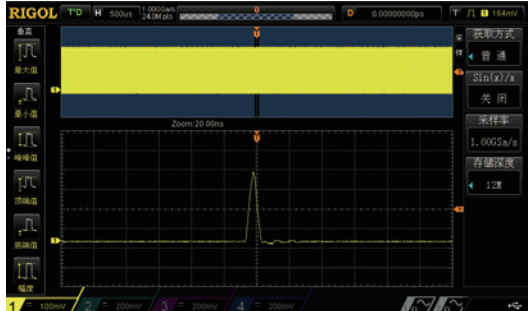 RIGOL T'D H 500us 1.00GSa/s D 0.00000000ps T 1 164mV
24.0M pts
垂直
最大值
最小值
峰峰值
顶端值
底端值
幅度
Zoom:20.00ns
采样
获取方式
普通
Sin(x)/x
关闭
采样率
1.00GSa/s
存储深度
12M
1 = 100mV 2 = 200mV 3 = 200mV 4 = 200mV